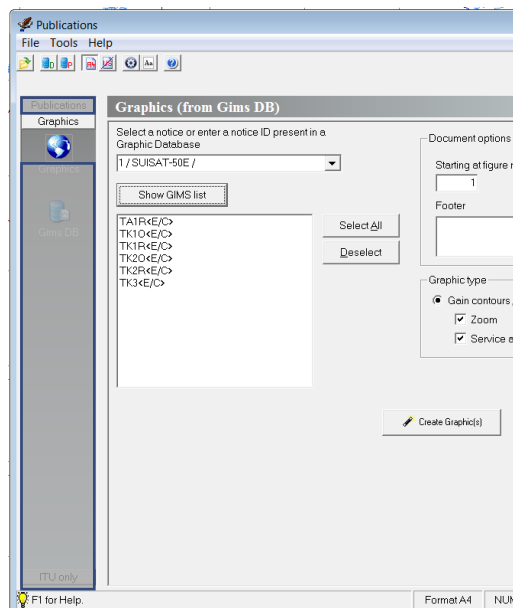 Publications
File Tools Help
Publications
Graphics
Graphics
Gims DB
ITU only
Graphics (from Gims DB)
Select a notice or enter a notice ID present in a
Graphic Database
1 / SUISAT-50E /
Show GIMS list
TA1R<E/C>
TK1O<E/C>
TK1R<E/C>
TK2O<E/C>
TK2R<E/C>
TK3<E/C>
Select All
Deselect
Document options
Starting at figure
1
Footer
Graphic type
Gain contours
Zoom
Service
Create Graphic(s)
F1 for Help.
Format A4
NUM